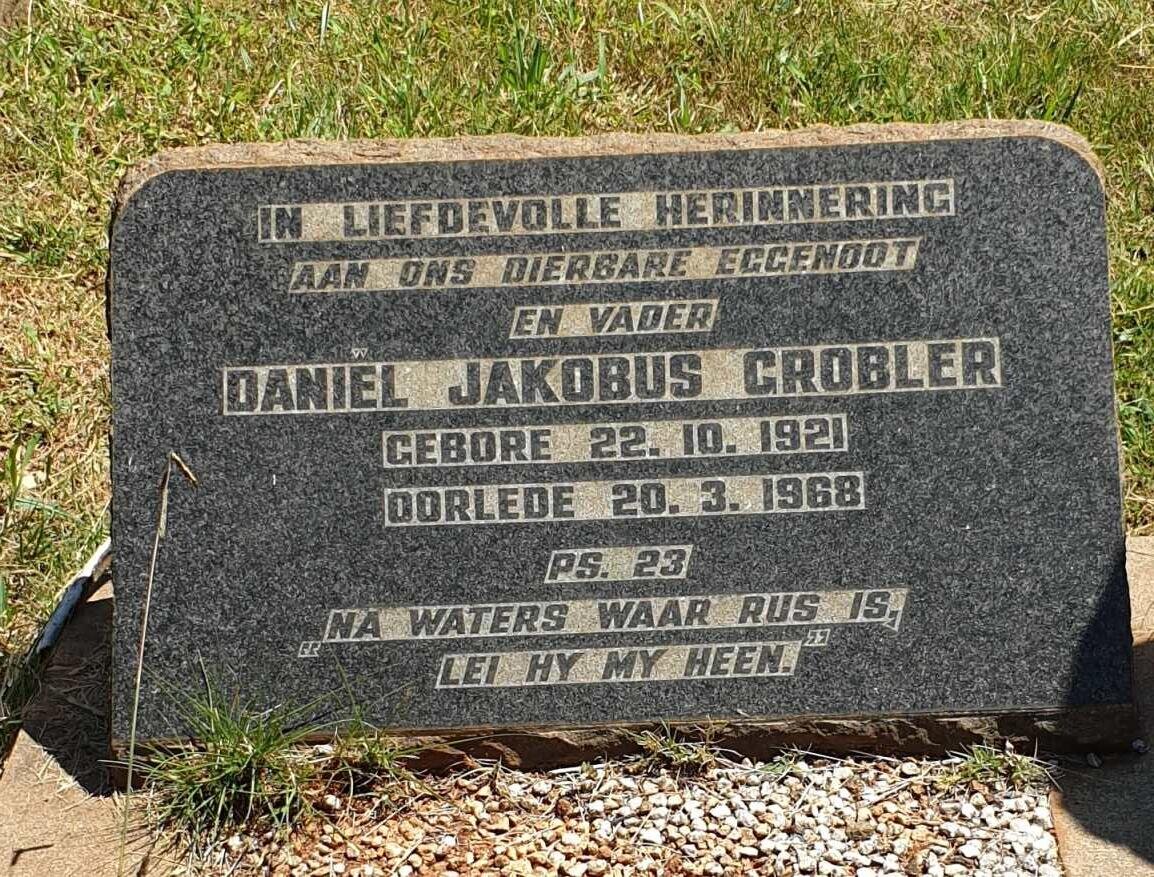 IN LIEFDEVOLLE HERINNERING
AAN ONS DIERBARE EGGENOOT
EN VADER
DANIËL JAKOBUS GROBLER
GEBORE 22. 10. 1921
OORLEDE 20. 3. 1968
PS. 23
"NA WATERS WAAR RUS IS,
LEI HY MY HEEN."